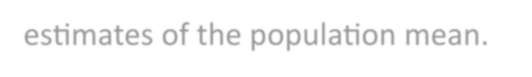 estimates of the population mean.